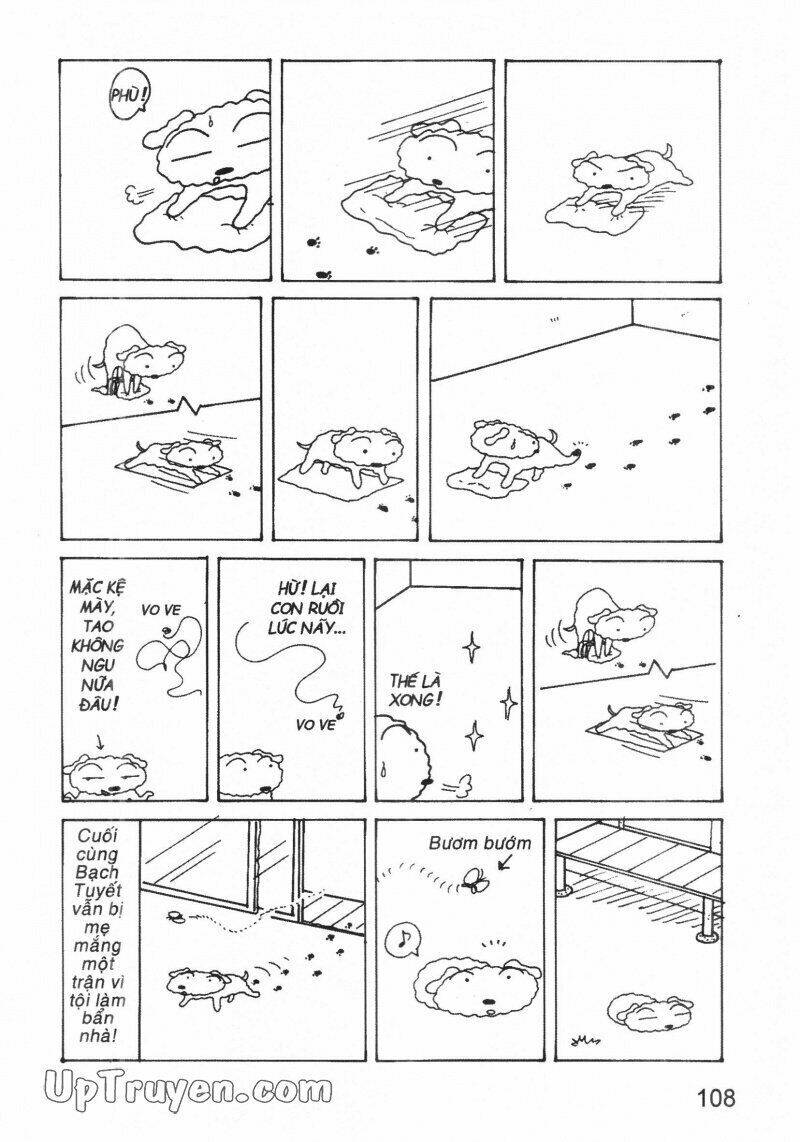 PHÙ!
THẾ LÀ
XONG!
HỪ! LẠI
CON RUỒI
LÚC NÃY...
VO VE
VO VE
MẶC KỆ
MÀY,
TAO
KHÔNG
NGU
NỮA
ĐÂU!
Bươm bướm
Cuối
cùng
Bạch
Tuyết
vẫn bị
mẹ
mắng
một
trận vì
tội làm
bẩn
nhà!
UpTruyen.com
108